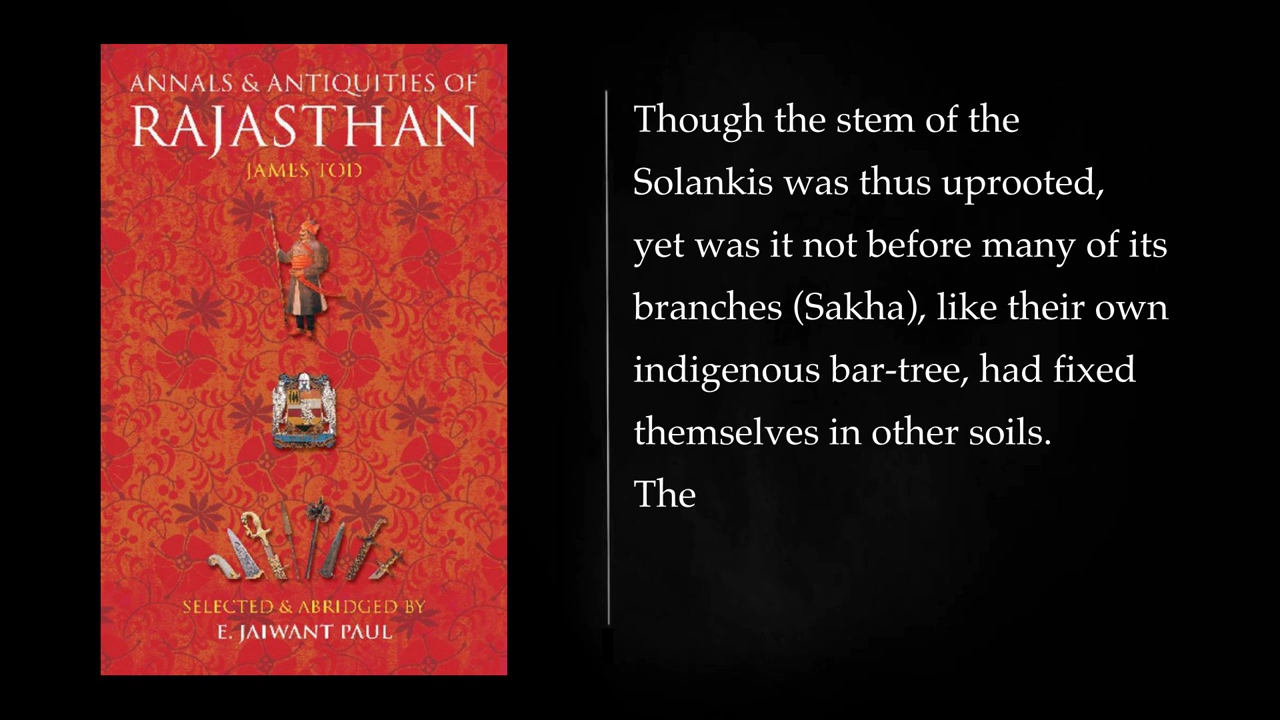 ANNALS & ANTIQUITIES OF
RAJASTHAN
JAMES TOD
SELECTED & ABRIDGED BY
E. JAIWANT PAUL
Though the stem of the
Solankis was thus uprooted,
yet was it not before many of its
branches (Sakha), like their own
indigenous bar-tree, had fixed
themselves in other soils.
The